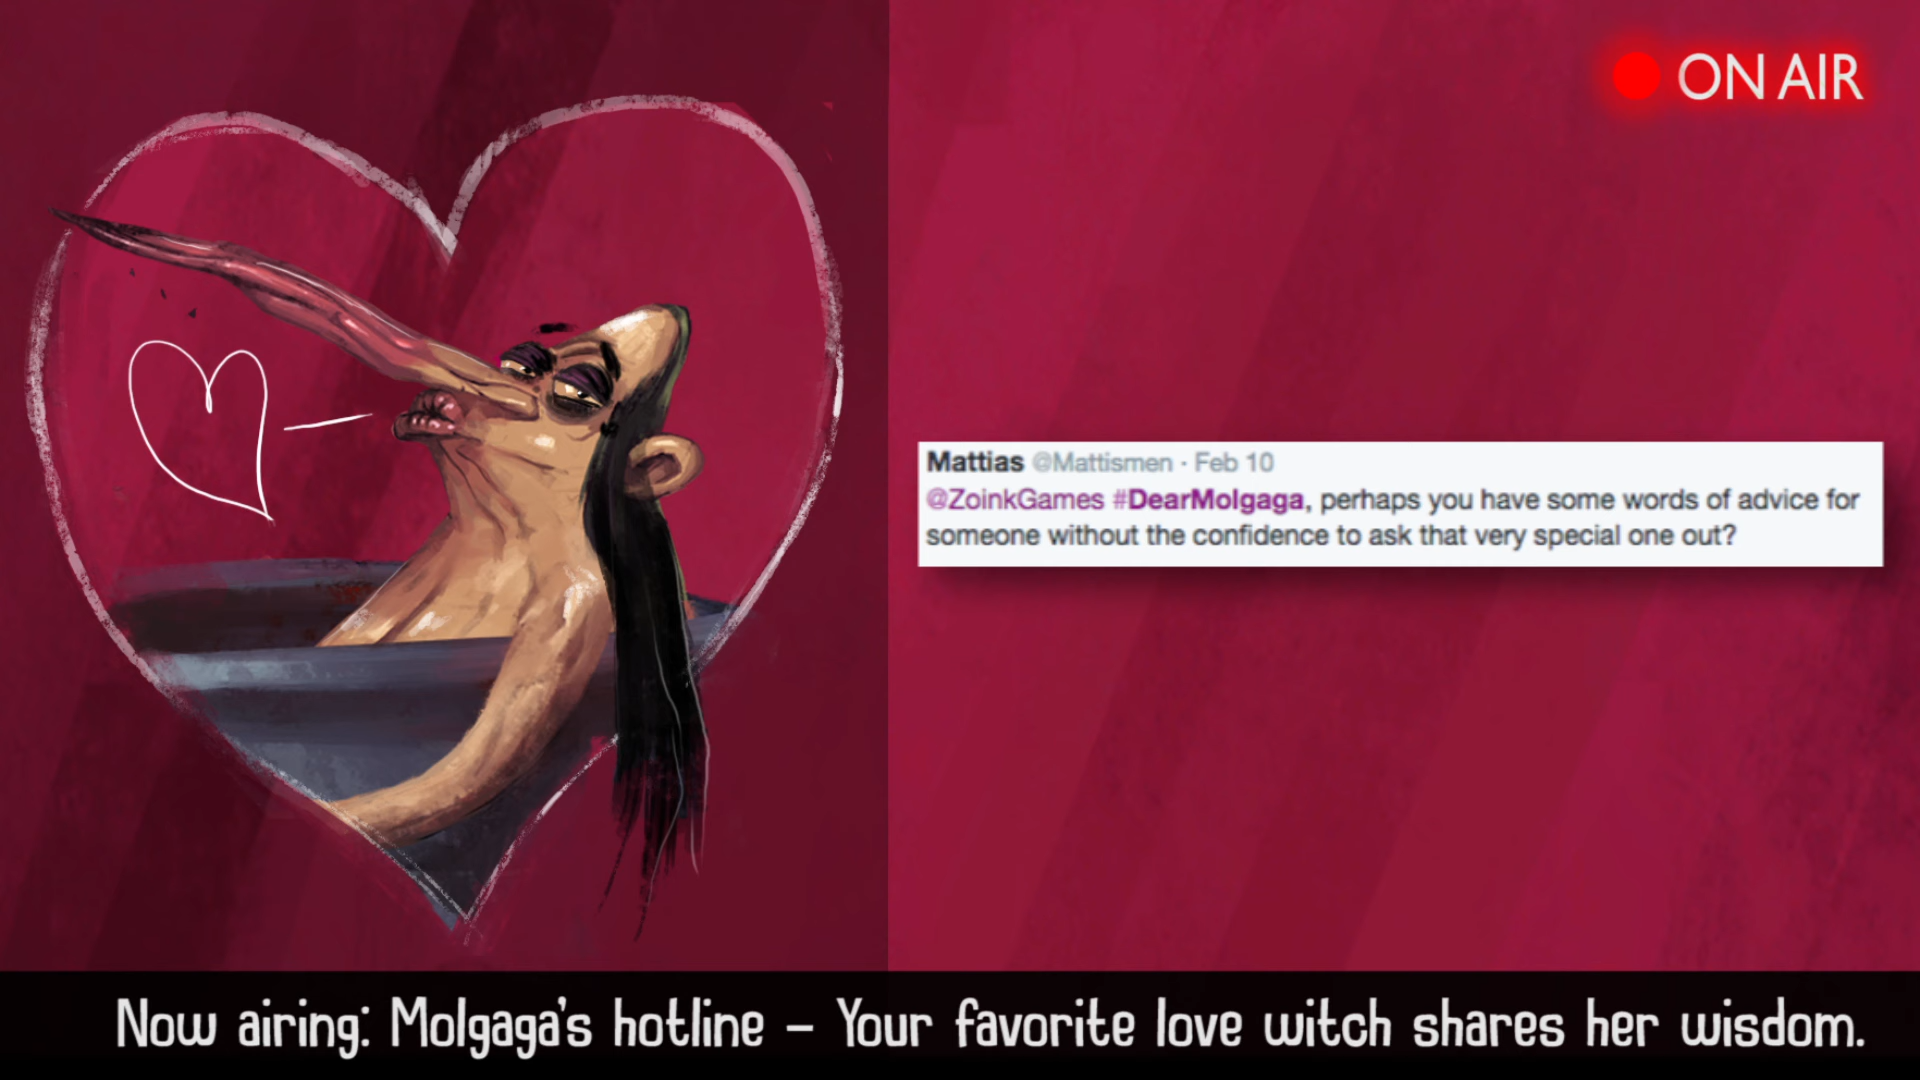 ON AIR
Mattias @Mattismen · Feb 10
@ZoinkGames #DearMolgaga, perhaps you have some words of advice for
someone without the confidence to ask that very special one out?
Now airing: Molgaga's hotline – Your favorite love witch shares her wisdom.